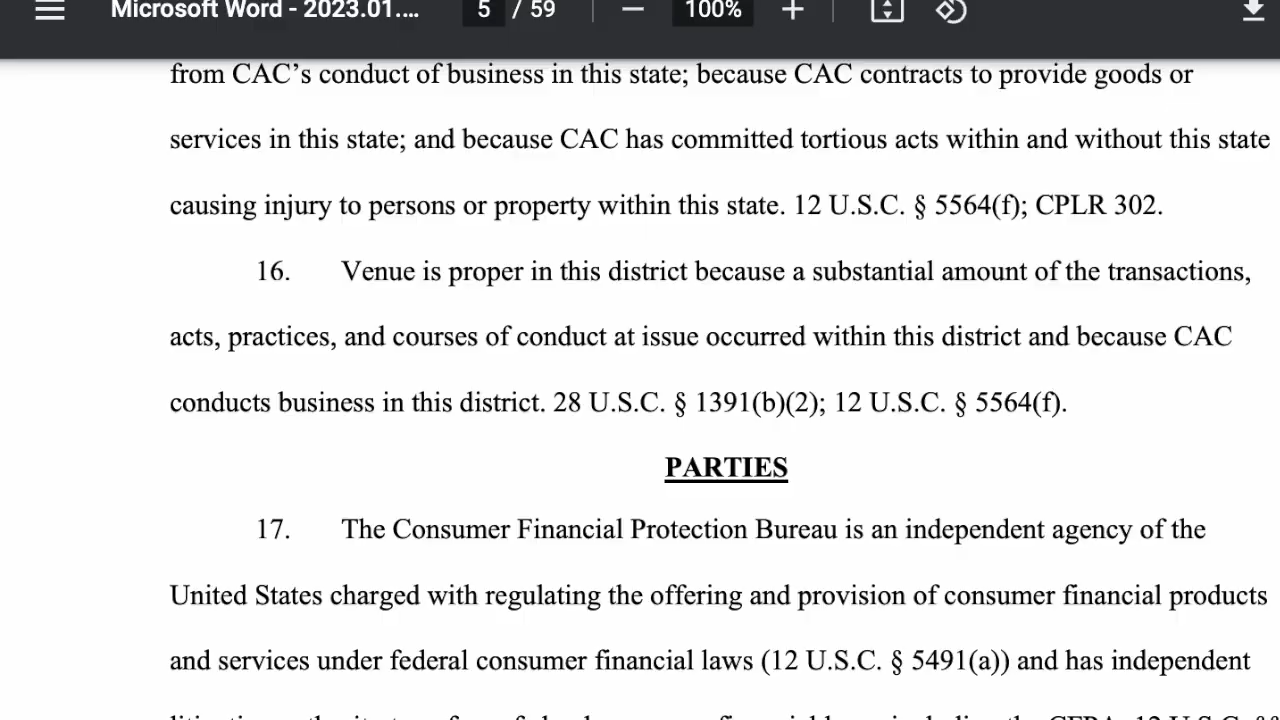 Microsoft Word - 2023.01.... 5 / 59 100%
from CAC’s conduct of business in this state; because CAC contracts to provide goods or
services in this state; and because CAC has committed tortious acts within and without this state
causing injury to persons or property within this state. 12 U.S.C. § 5564(f); CPLR 302.
16. Venue is proper in this district because a substantial amount of the transactions,
acts, practices, and courses of conduct at issue occurred within this district and because CAC
conducts business in this district. 28 U.S.C. § 1391(b)(2); 12 U.S.C. § 5564(f).
PARTIES
17. The Consumer Financial Protection Bureau is an independent agency of the
United States charged with regulating the offering and provision of consumer financial products
and services under federal consumer financial laws (12 U.S.C. § 5491(a)) and has independent